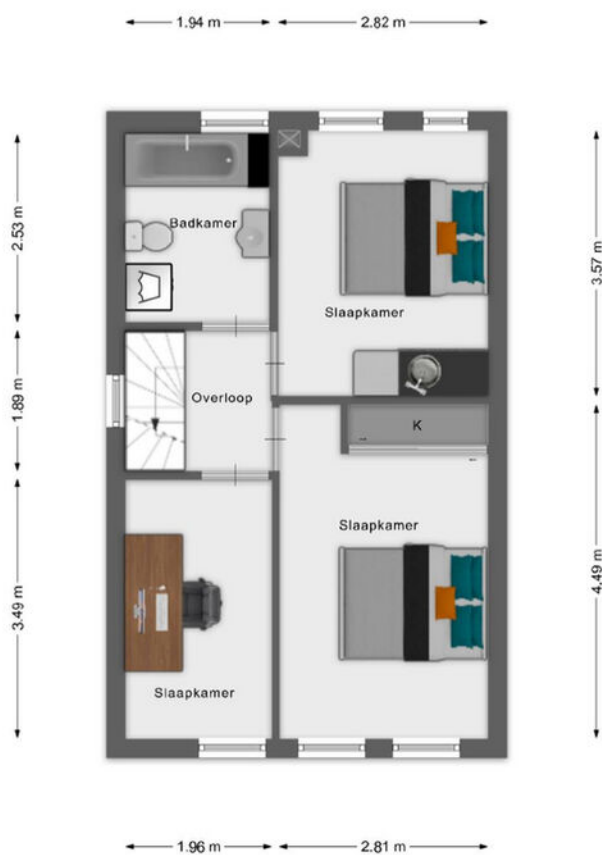 1.94 m
2.82 m
2.53 m
Badkamer
3.57 m
Slaapkamer
1.89 m
Overloop
K
Slaapkamer
4.49 m
3.49 m
Slaapkamer
1.96 m
2.81 m